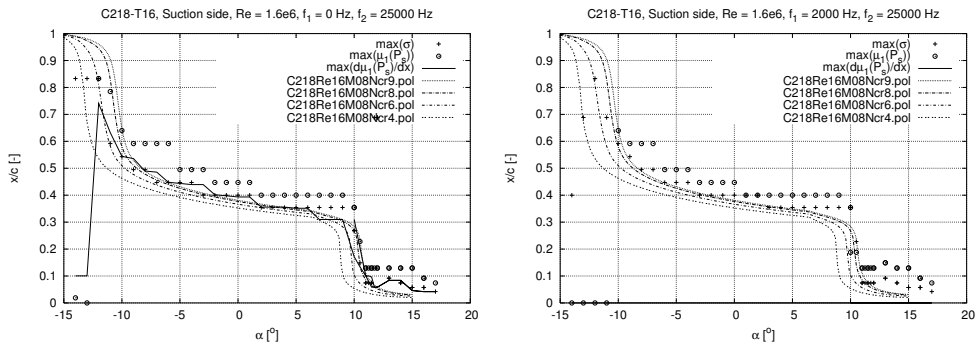 C218-T16, Suction side, Re = 1.6e6, f1 = 0 Hz, f2 = 25000 Hz
max(σ)
max(μ1(Ps))
max(dμ1(Ps)/dx)
C218Re16M08Ncr9.pol
C218Re16M08Ncr8.pol
C218Re16M08Ncr6.pol
C218Re16M08Ncr4.pol
1
0.9
0.8
0.7
0.6
0.5
0.4
0.3
0.2
0.1
0
x/c [-]
-15 -10 -5 0 5 10 15 20
α [o]
C218-T16, Suction side, Re = 1.6e6, f1 = 2000 Hz, f2 = 25000 Hz
max(σ)
max(μ1(Ps))
max(dμ1(Ps)/dx)
C218Re16M08Ncr9.pol
C218Re16M08Ncr8.pol
C218Re16M08Ncr6.pol
C218Re16M08Ncr4.pol
1
0.9
0.8
0.7
0.6
0.5
0.4
0.3
0.2
0.1
0
x/c [-]
-15 -10 -5 0 5 10 15 20
α [o]